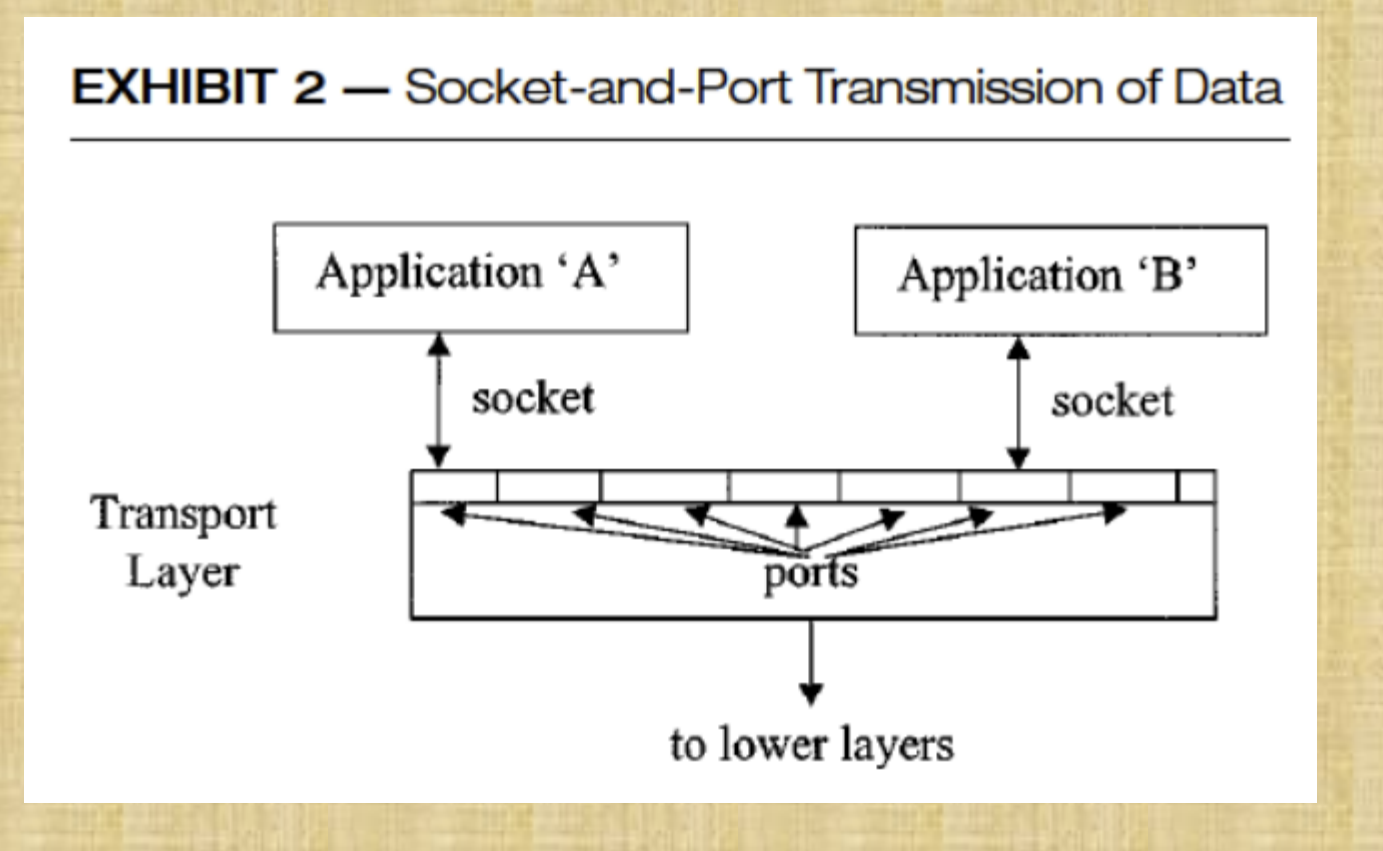 EXHIBIT 2 — Socket-and-Port Transmission of Data
Application ‘A’
Application ‘B’
socket
socket
Transport
Layer
ports
to lower layers